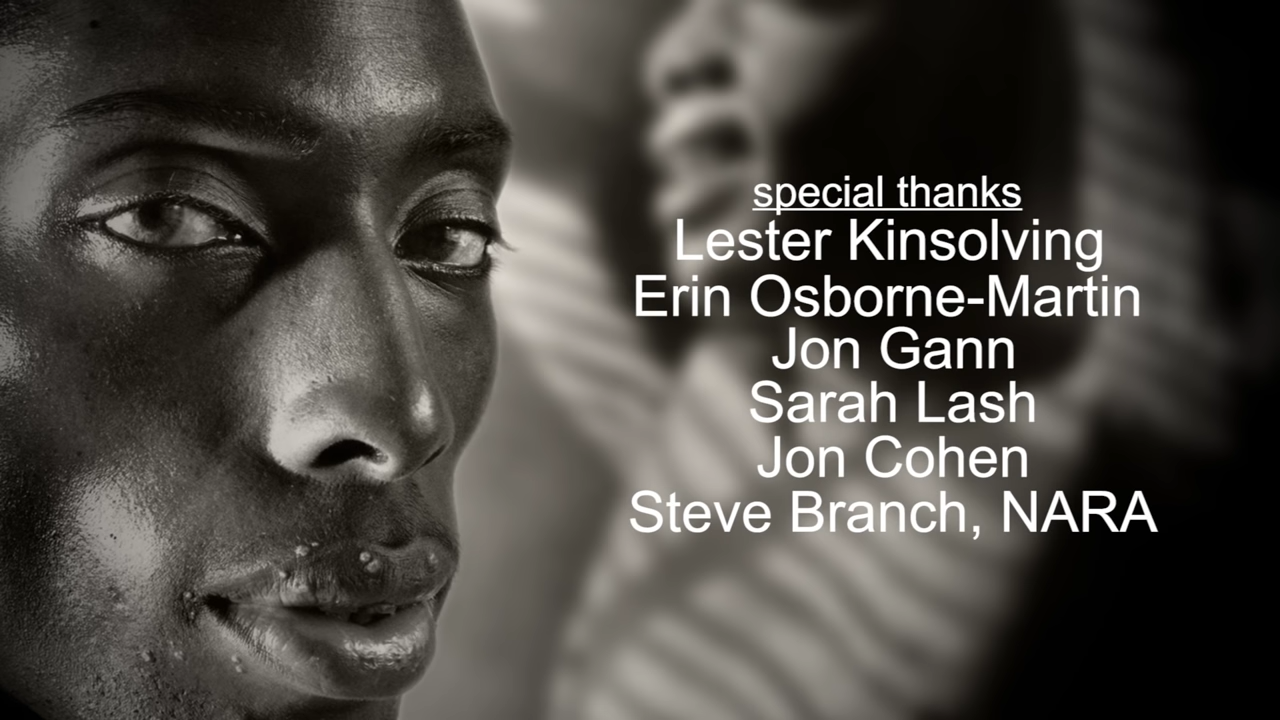 special thanks
Lester Kinsolving
Erin Osborne-Martin
Jon Gann
Sarah Lash
Jon Cohen
Steve Branch, NARA